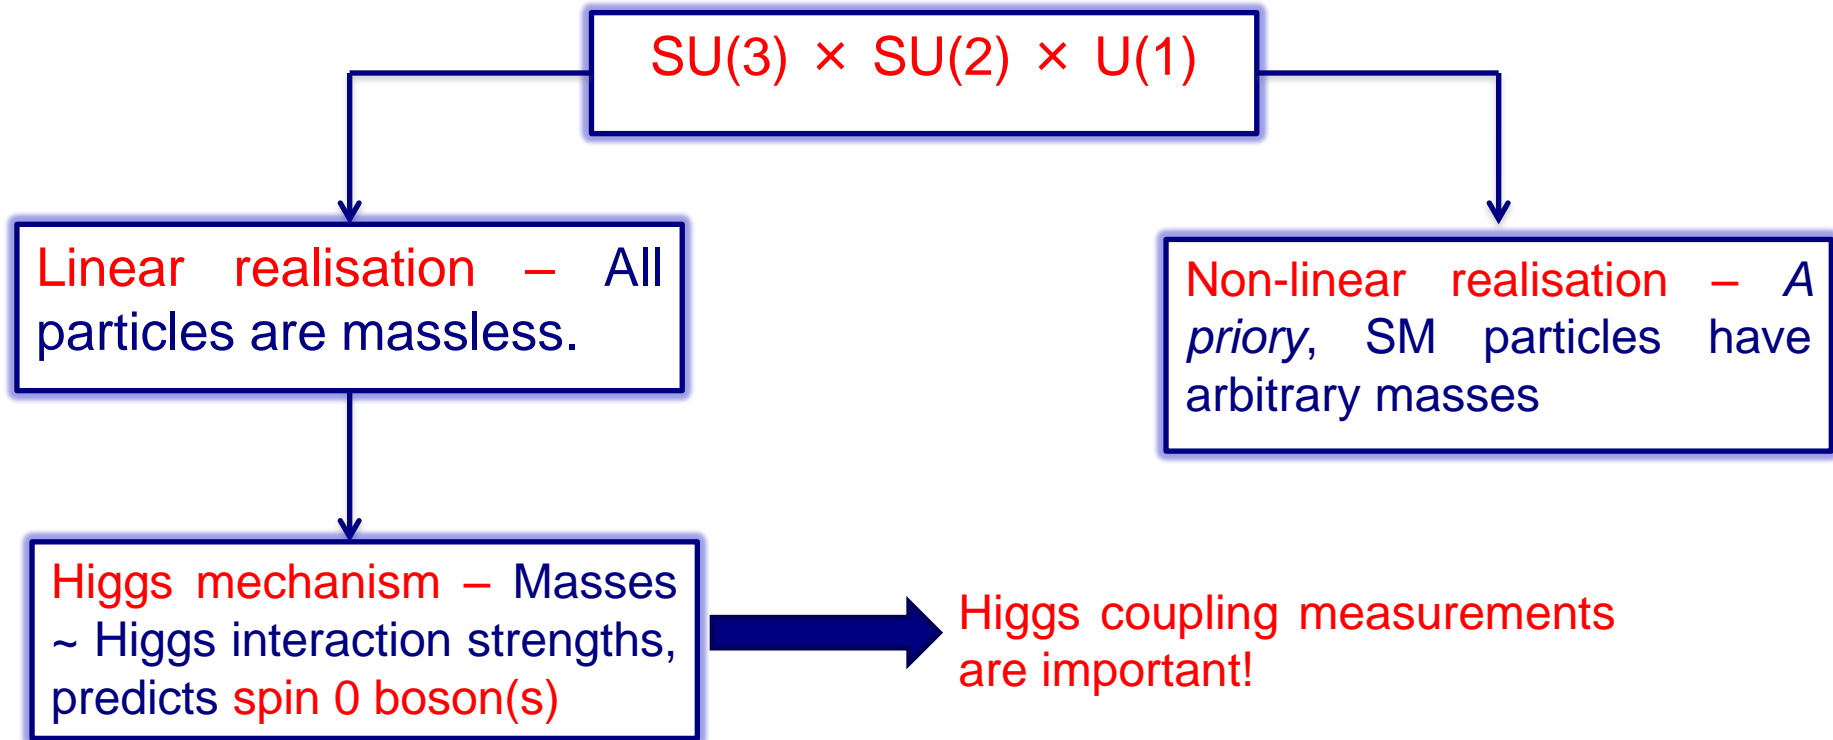 SU(3) × SU(2) × U(1)
Linear realisation – All
particles are massless.
Non-linear realisation – A
priory, SM particles have
arbitrary masses
Higgs mechanism – Masses
~ Higgs interaction strengths,
predicts spin 0 boson(s)
Higgs coupling measurements
are important!